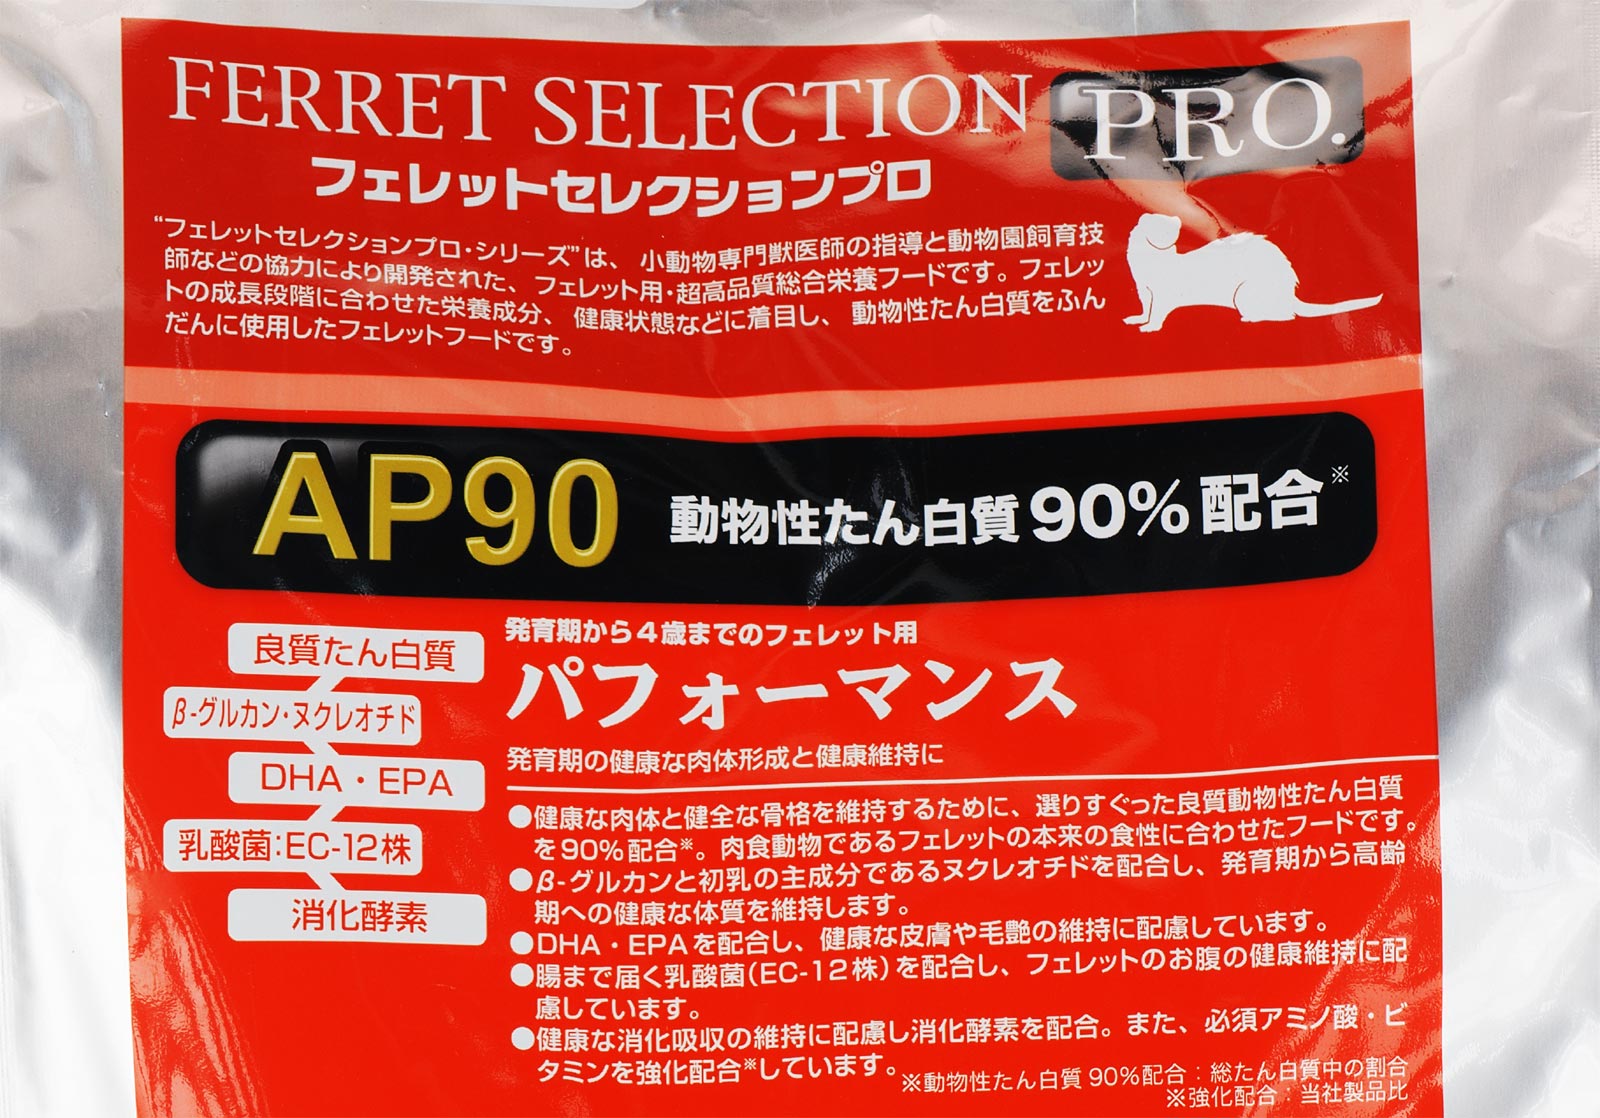 FERRET SELECTION PRO.
フェレットセレクションプロ
“フェレットセレクションプロ・シリーズ”は、小動物専門獣医師の指導と動物園飼育技
師などの協力により開発された、フェレット用・超高品質総合栄養フードです。フェレッ
トの成長段階に合わせた栄養成分、健康状態などに着目し、動物性たん白質をふん
だんに使用したフェレットフードです。
AP90 動物性たん白質90%配合※
発育期から4歳までのフェレット用
パフォーマンス
発育期の健康な肉体形成と健康維持に
良質たん白質
β-グルカン・ヌクレオチド
DHA・EPA
乳酸菌:EC-12株
消化酵素
●健康な肉体と健全な骨格を維持するために、選りすぐった良質動物性たん白質
を90%配合※。肉食動物であるフェレットの本来の食性に合わせたフードです。
●β-グルカンと初乳の主成分であるヌクレオチドを配合し、発育期から高齢
期への健康な体質を維持します。
●DHA・EPAを配合し、健康な皮膚や毛艶の維持に配慮しています。
●腸まで届く乳酸菌(EC-12株)を配合し、フェレットのお腹の健康維持に配
慮しています。
●健康な消化吸収の維持に配慮し消化酵素を配合。また、必須アミノ酸・ビ
タミンを強化配合※しています。
※動物性たん白質90%配合:総たん白質中の割合
※強化配合:当社製品比